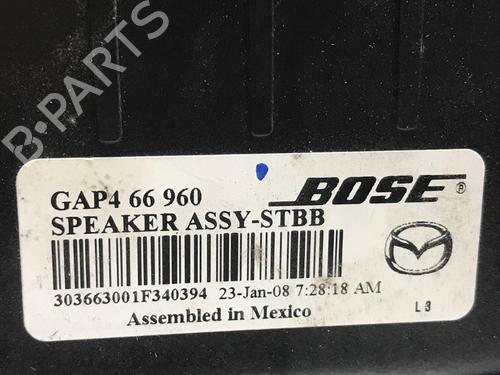 B-PARTS
GAP4 66 960
BOSE ®
SPEAKER ASSY-STBB
303663001F340394 23-Jan-08 7:28:18 AM
Assembled in Mexico
L3